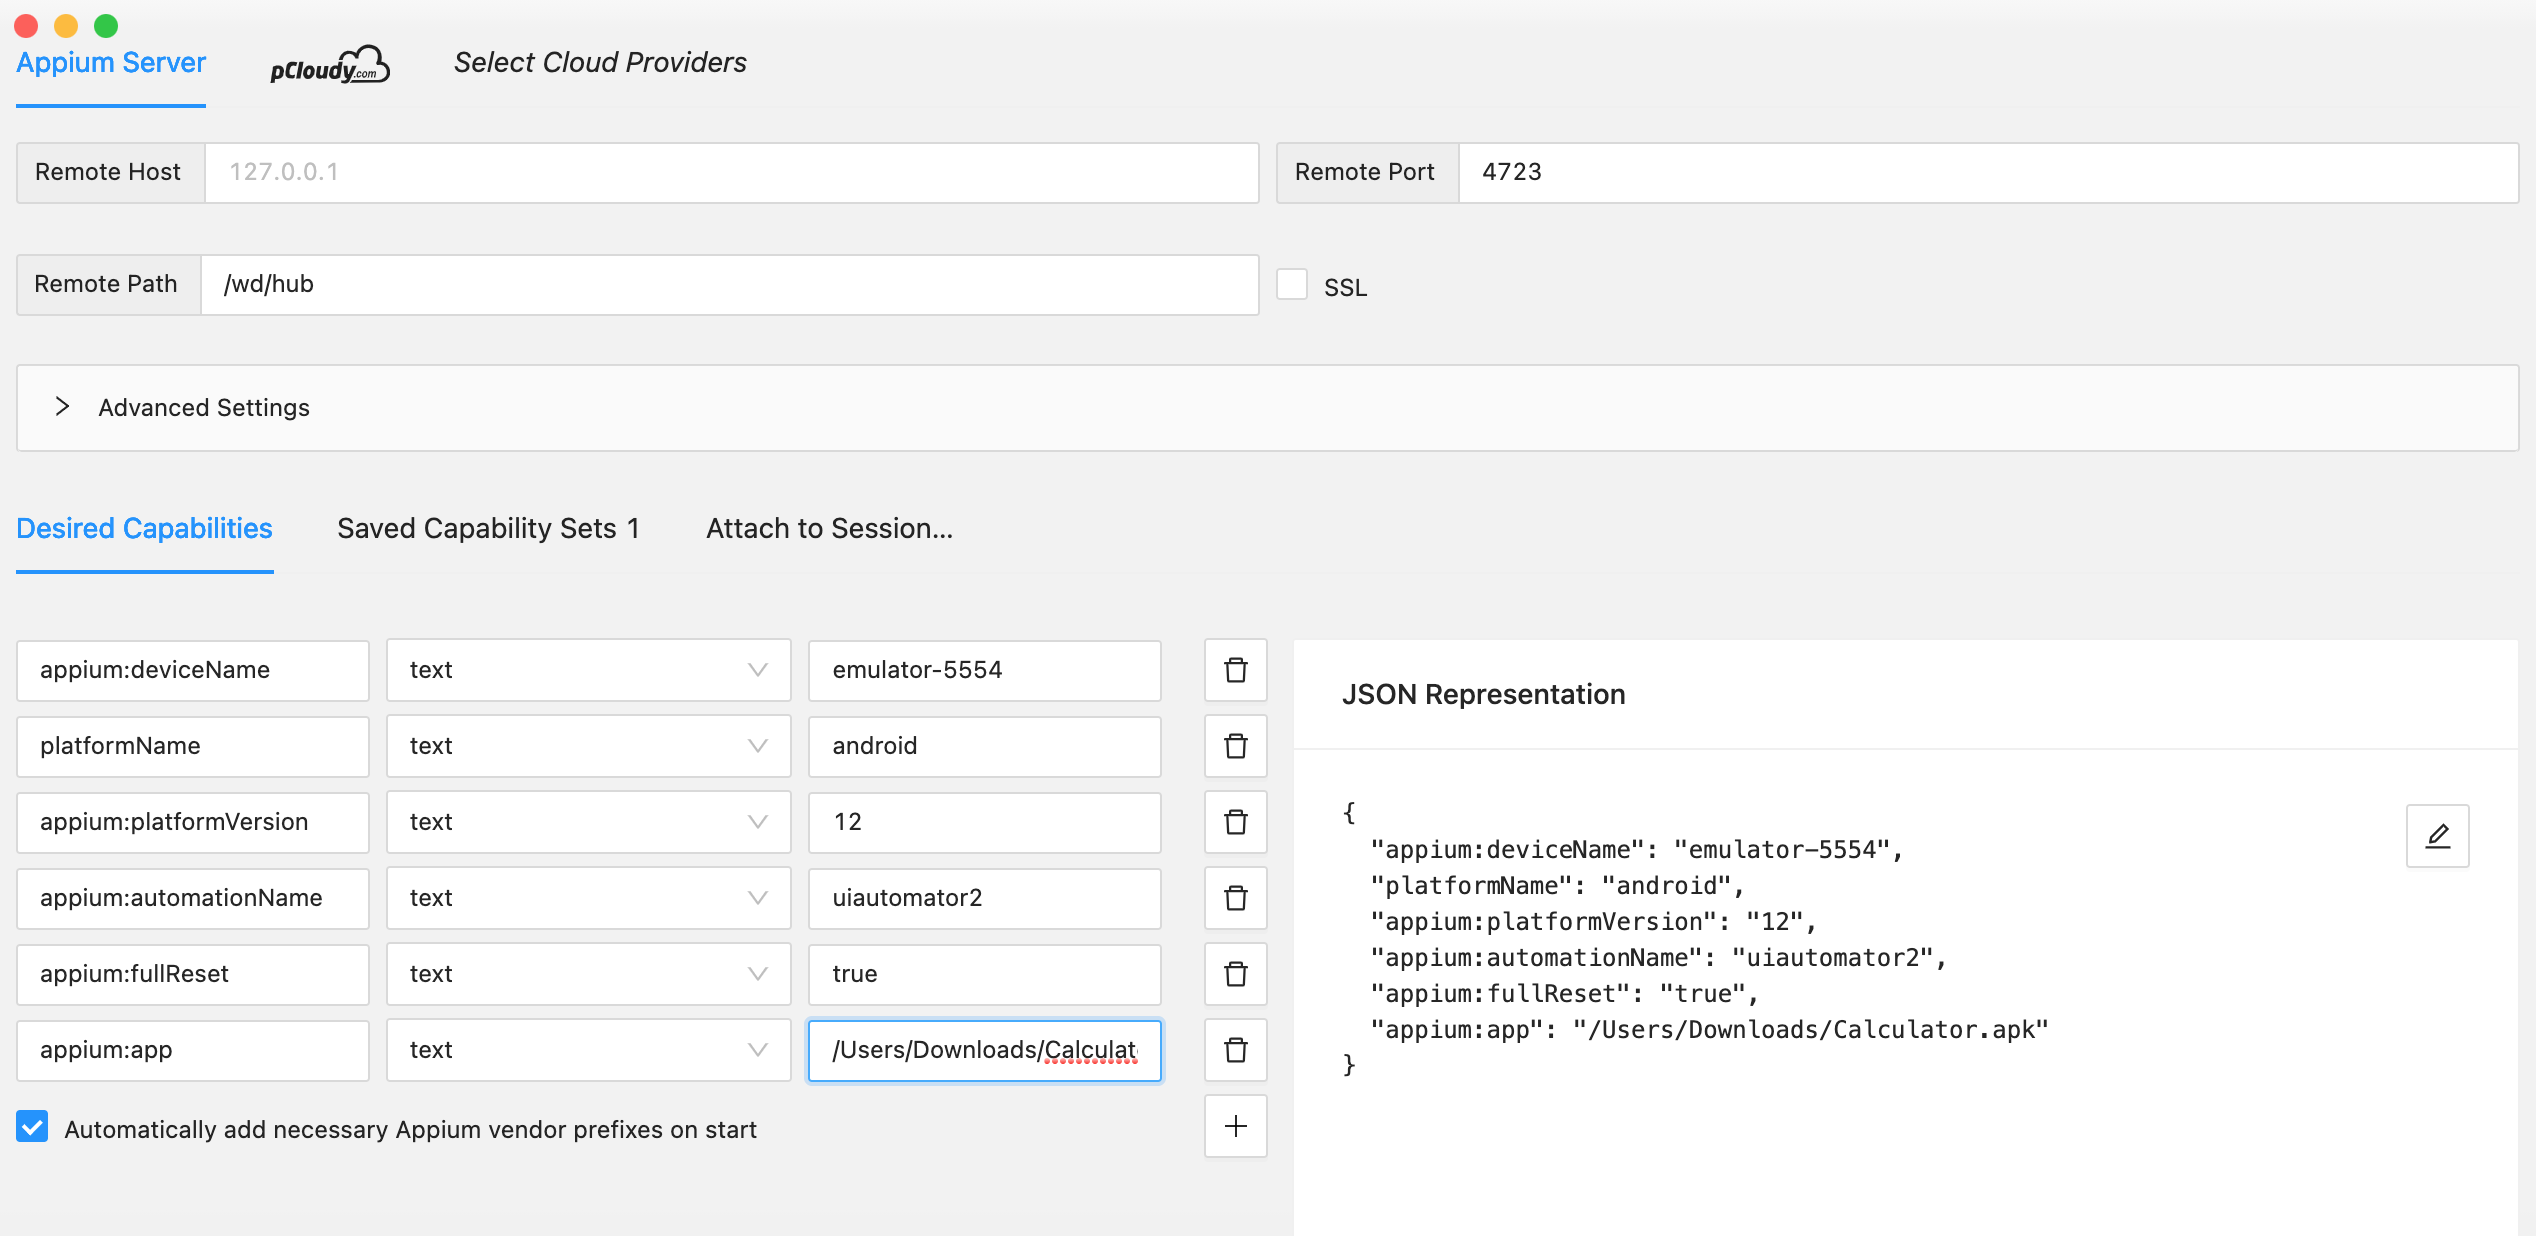 Appium Server
pCloudy.com
Select Cloud Providers
Remote Host 127.0.0.1 Remote Port 4723
Remote Path /wd/hub SSL
Advanced Settings
Desired Capabilities Saved Capability Sets 1 Attach to Session...
appium:deviceName text emulator-5554
platformName text android
appium:platformVersion text 12
appium:automationName text uiautomator2
appium:fullReset text true
appium:app text /Users/Downloads/Calculat
Automatically add necessary Appium vendor prefixes on start
JSON Representation
{
"appium:deviceName": "emulator-5554",
"platformName": "android",
"appium:platformVersion": "12",
"appium:automationName": "uiautomator2",
"appium:fullReset": "true",
"appium:app": "/Users/Downloads/Calculator.apk"
}